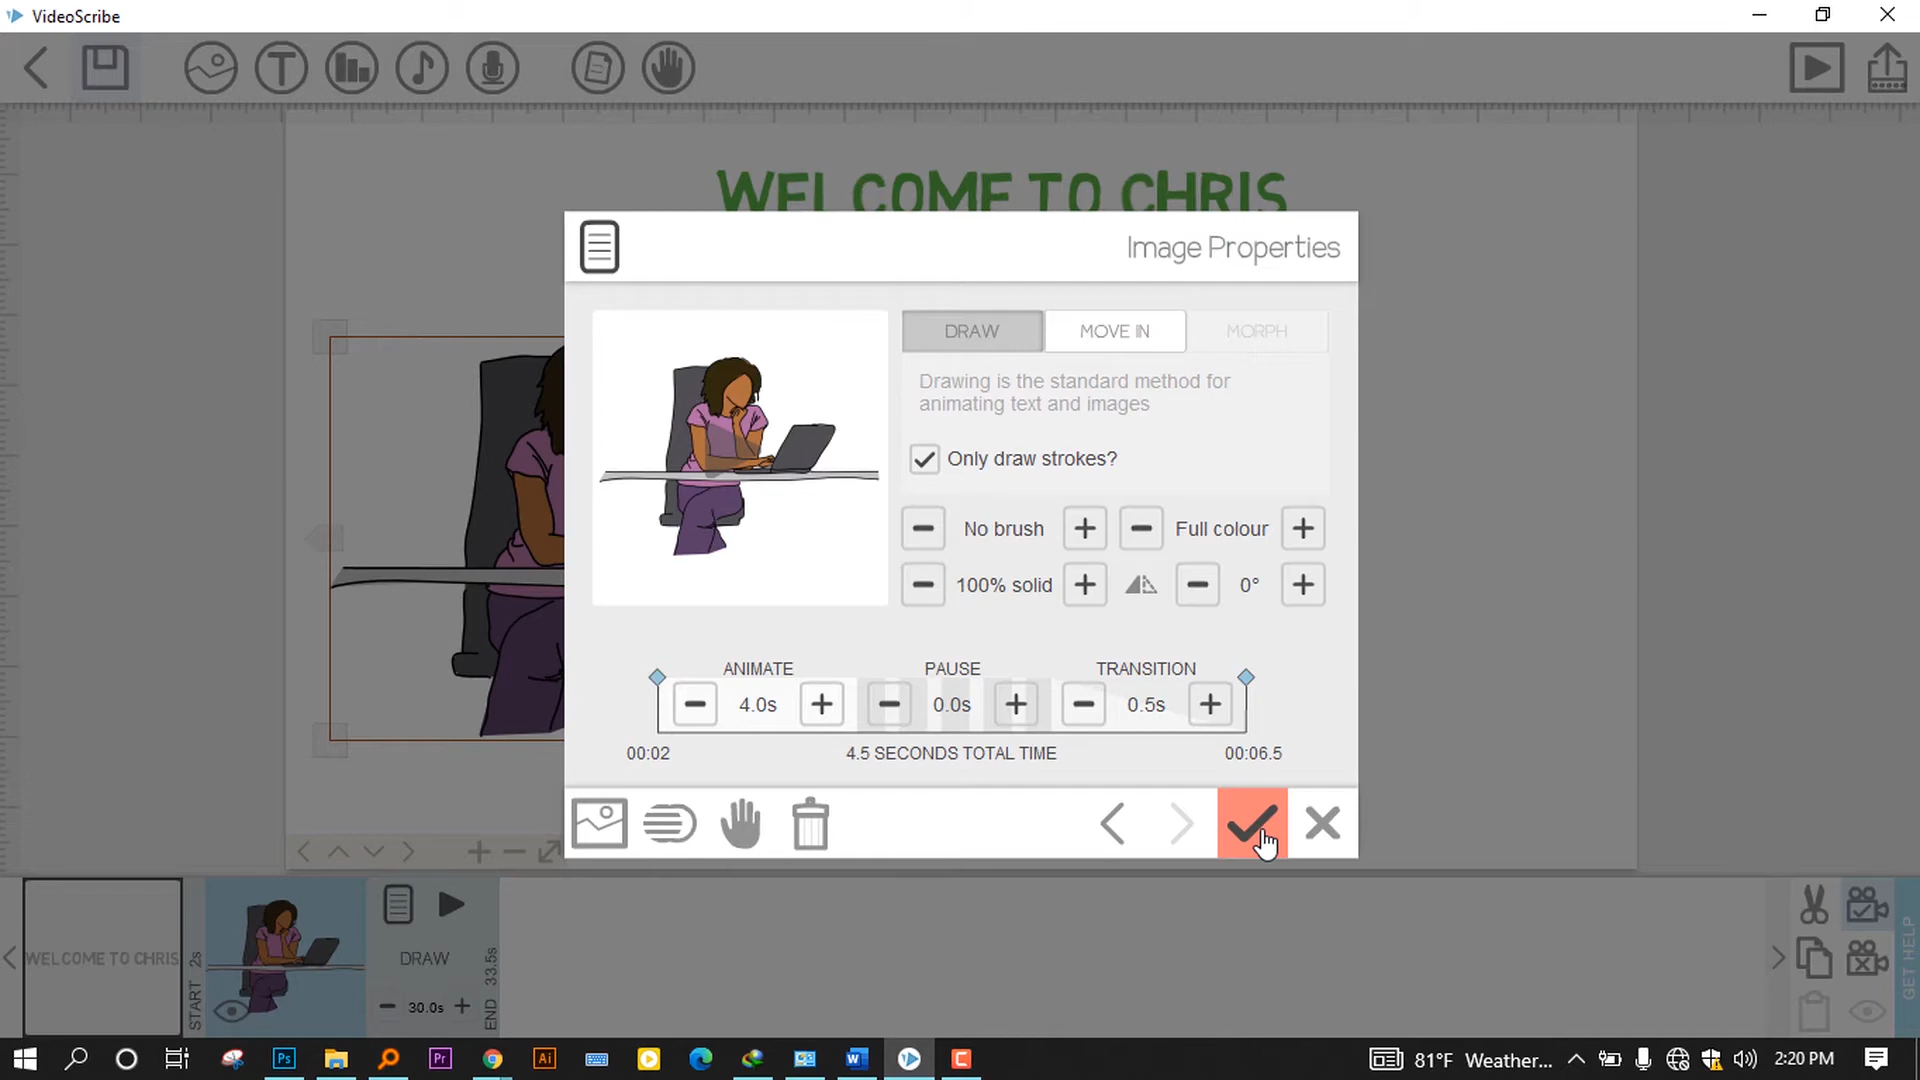 VideoScribe
WELCOME TO CHRIS
Image Properties
DRAW
MOVE IN
MORPH
Drawing is the standard method for
animating text and images
Only draw strokes?
No brush
Full colour
100% solid
0°
ANIMATE
PAUSE
TRANSITION
4.0s
0.0s
0.5s
00:02
4.5 SECONDS TOTAL TIME
00:06.5
WELCOME TO CHRIS
START 2s
DRAW
30.0s
END 33.5s
GET HELP
Ps
Pr
Ai
81°F Weather...
2:20 PM